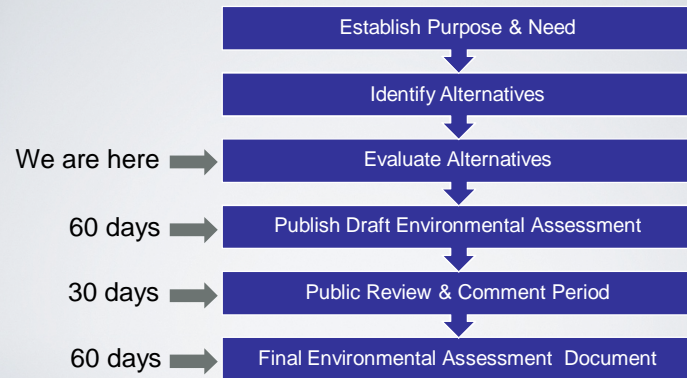 Establish Purpose & Need
Identify Alternatives
We are here
Evaluate Alternatives
60 days
Publish Draft Environmental Assessment
30 days
Public Review & Comment Period
60 days
Final Environmental Assessment Document